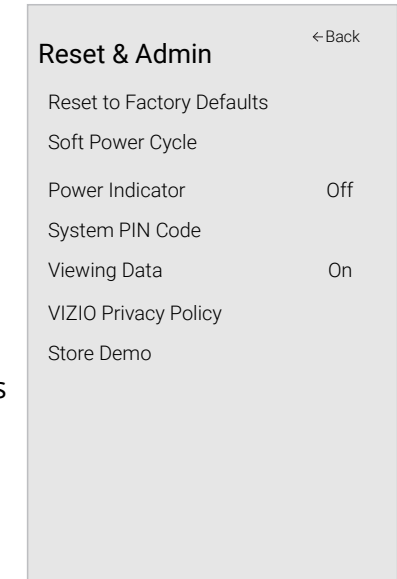 ←Back
Reset & Admin
Reset to Factory Defaults
Soft Power Cycle
Power Indicator Off
System PIN Code
Viewing Data On
VIZIO Privacy Policy
Store Demo
s